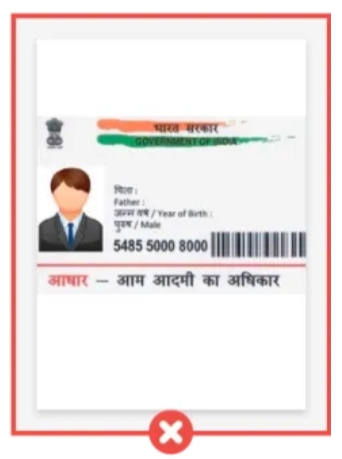 भारत सरकार
GOVERNMENT OF INDIA
पिता :
Father :
जन्म वर्ष / Year of Birth :
पुरुष / Male
5485 5000 8000
आधार – आम आदमी का अधिकार